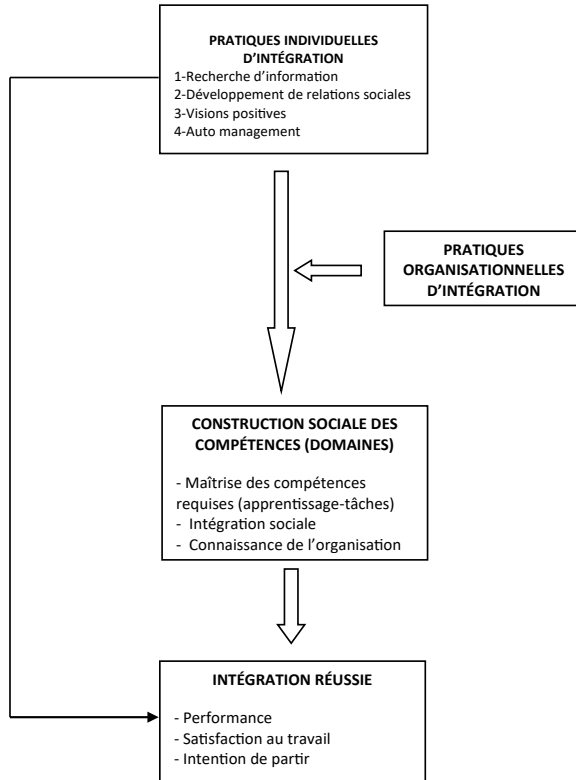 PRATIQUES INDIVIDUELLES
D’INTÉGRATION
1-Recherche d’information
2-Développement de relations sociales
3-Visions positives
4-Auto management
PRATIQUES
ORGANISATIONNELLES
D’INTÉGRATION
CONSTRUCTION SOCIALE DES
COMPÉTENCES (DOMAINES)
- Maîtrise des compétences
requises (apprentissage-tâches)
- Intégration sociale
- Connaissance de l’organisation
INTÉGRATION RÉUSSIE
- Performance
- Satisfaction au travail
- Intention de partir